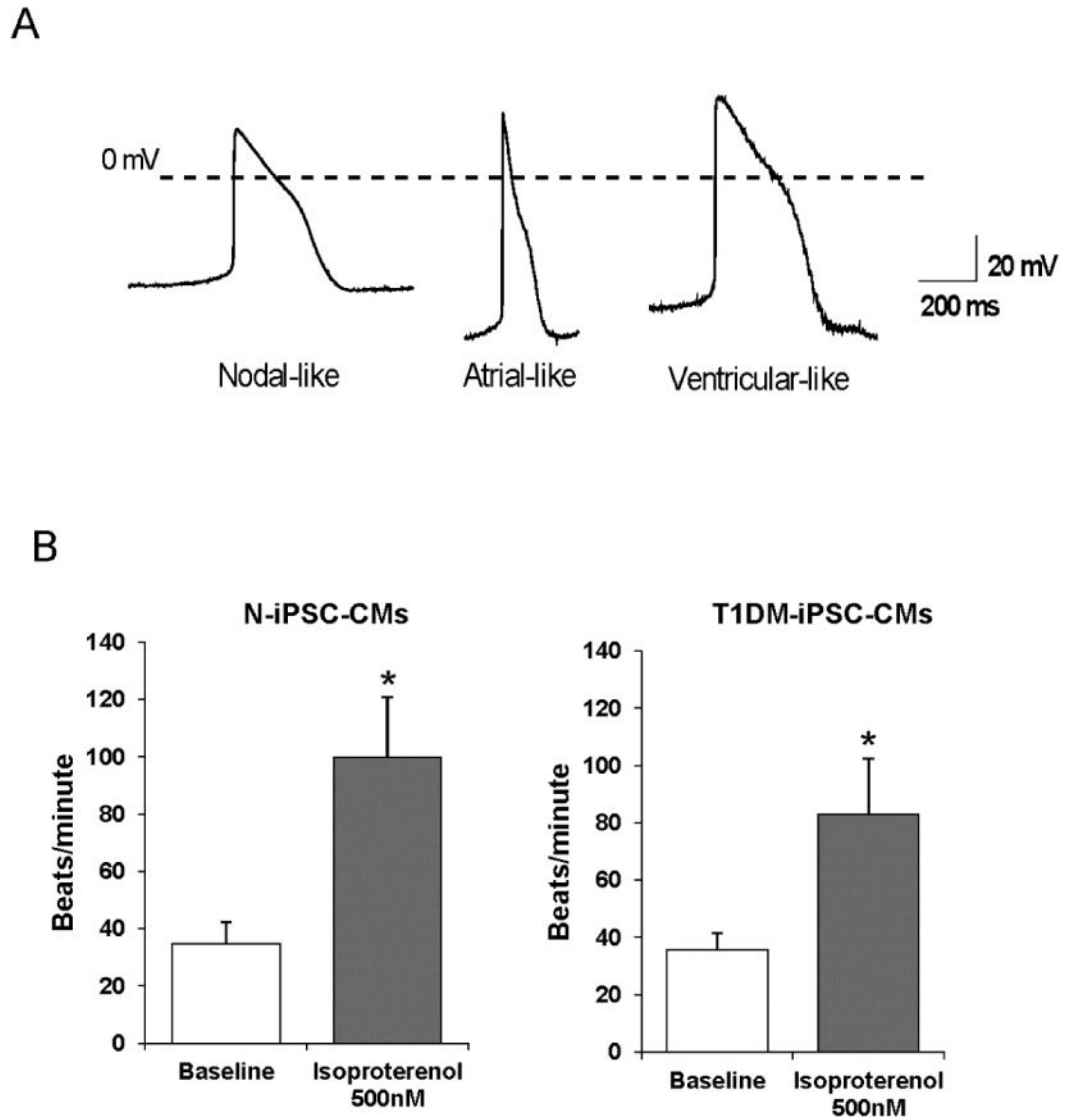 A
0 mV
20 mV
200 ms
Nodal-like
Atrial-like
Ventricular-like
B
N-iPSC-CMs
Beats/minute
140
120
100
80
60
40
20
0
*
Baseline
Isoproterenol
500nM
T1DM-iPSC-CMs
Beats/minute
140
120
100
80
60
40
20
0
*
Baseline
Isoproterenol
500nM